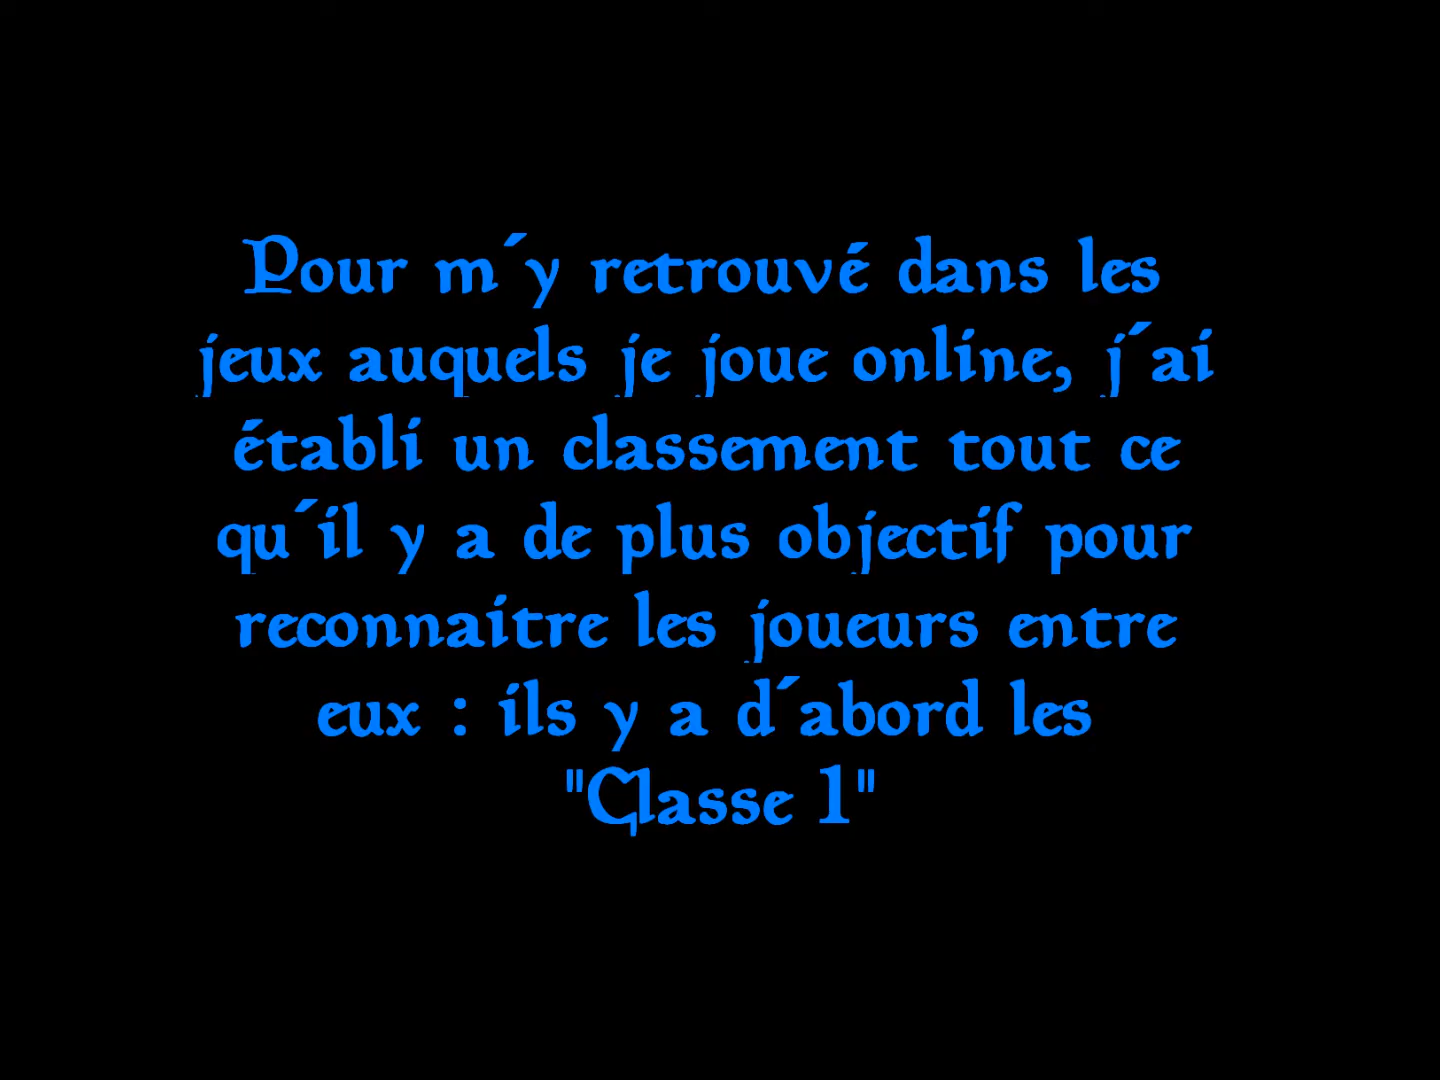 Pour m´y retrouvé dans les
jeux auquels je joue online, j´ai
établi un classement tout ce
qu´il y a de plus objectif pour
reconnaitre les joueurs entre
eux : ils y a d´abord les
"Classe 1"